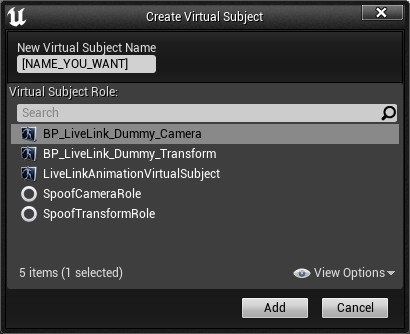 Create Virtual Subject
New Virtual Subject Name
[NAME_YOU_WANT]
Virtual Subject Role:
Search
BP_LiveLink_Dummy_Camera
BP_LiveLink_Dummy_Transform
LiveLinkAnimationVirtualSubject
SpoofCameraRole
SpoofTransformRole
5 items (1 selected)
View Options
Add
Cancel